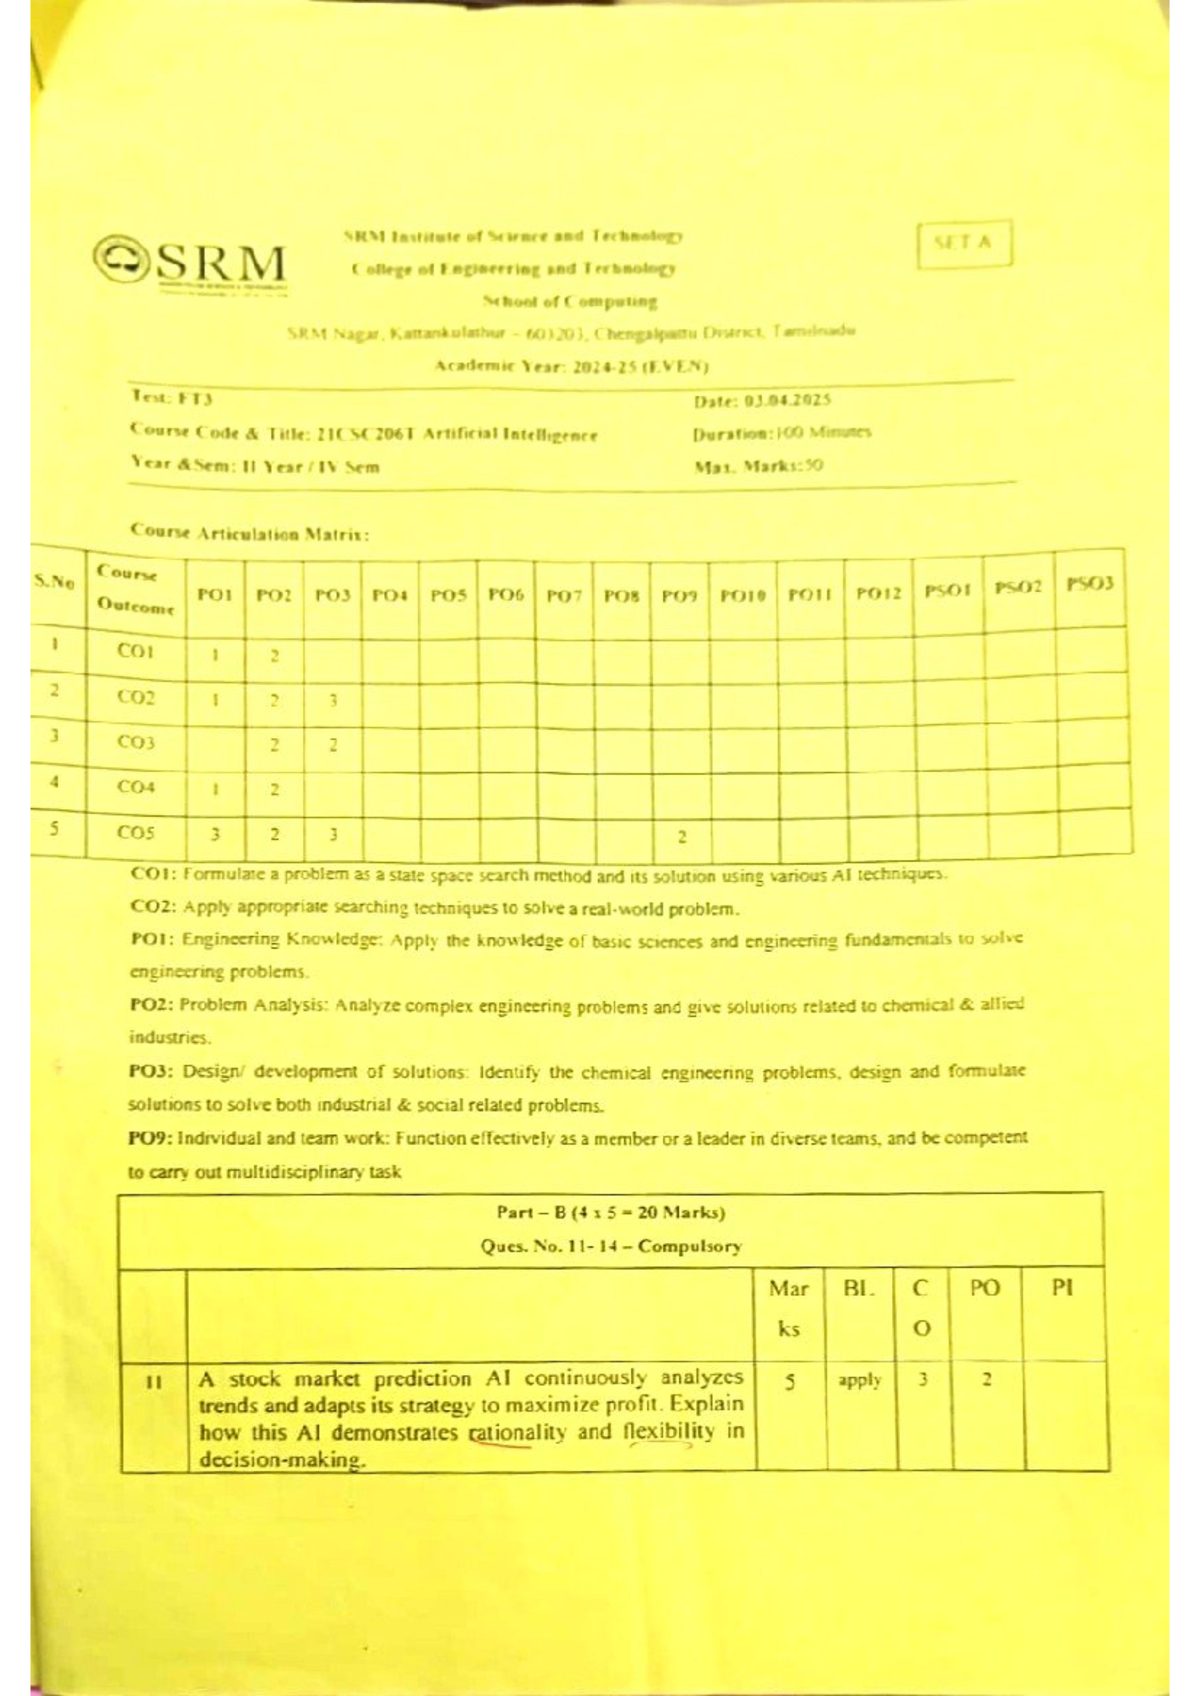 SRM
SRM Institute of Science and Technology
SET A
College of Engineering and Technology
School of Computing
SRM Nagar, Kattankulathur – 603203, Chengalpattu District, Tamilnadu
Academic Year: 2024-25 (EVEN)
Test: FT3 Date: 03.04.2025
Course Code & Title: 21CSC206T Artificial Intelligence Duration:100 Minutes
Year &Sem: II Year / IV Sem Max. Marks:50
Course Articulation Matrix:
S.No Course Outcome PO1 PO2 PO3 PO4 PO5 PO6 PO7 PO8 PO9 PO10 PO11 PO12 PSO1 PSO2 PSO3
1 CO1 1 2
2 CO2 1 2 3
3 CO3 2 2
4 CO4 1 2
5 CO5 3 2 3 2
CO1: Formulate a problem as a state space search method and its solution using various AI techniques.
CO2: Apply appropriate searching techniques to solve a real-world problem.
PO1: Engineering Knowledge: Apply the knowledge of basic sciences and engineering fundamentals to solve
engineering problems.
PO2: Problem Analysis: Analyze complex engineering problems and give solutions related to chemical & allied
industries.
PO3: Design/ development of solutions: Identify the chemical engineering problems, design and formulate
solutions to solve both industrial & social related problems.
PO9: Individual and team work: Function effectively as a member or a leader in diverse teams, and be competent
to carry out multidisciplinary task
Part – B (4 x 5 = 20 Marks)
Ques. No. 11- 14 – Compulsory
Mar BL C PO PI
ks O
11 A stock market prediction AI continuously analyzes 5 apply 3 2
trends and adapts its strategy to maximize profit. Explain
how this AI demonstrates rationality and flexibility in
decision-making.